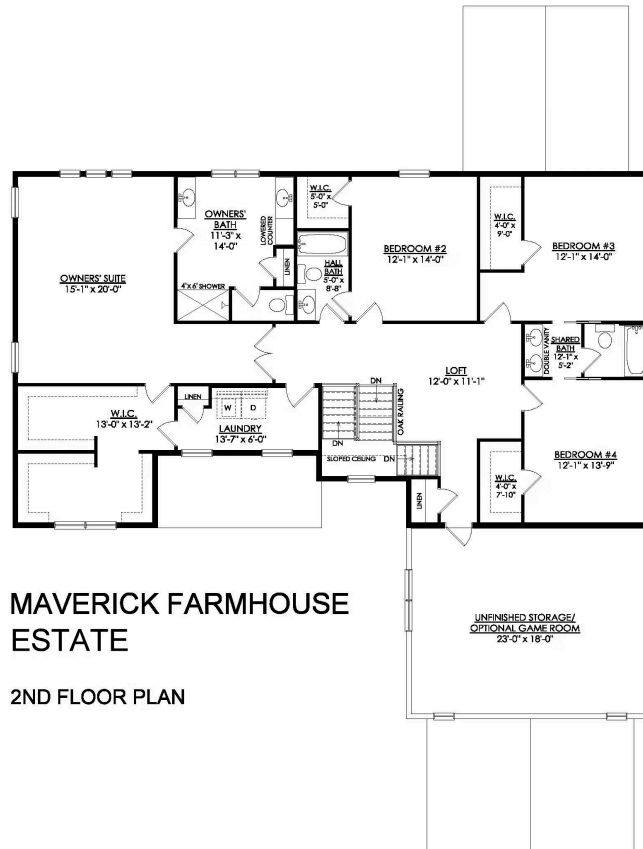 OWNERS' SUITE
15'-1" x 20'-0"
OWNERS'
BATH
11'-3" x
14'-0"
LOWERED
COUNTER
LINEN
4' x 6' SHOWER
W.I.C.
5'-0" x
5'-0"
HALL
BATH
5'-0" x
8'-8"
BEDROOM #2
12'-1" x 14'-0"
W.I.C.
4'-0" x
9'-0"
BEDROOM #3
12'-1" x 14'-0"
DOUBLE VANITY
SHARED
BATH
12'-1" x
5'-2"
LOFT
12'-0" x 11'-1"
W.I.C.
13'-0" x 13'-2"
LINEN
W
D
LAUNDRY
13'-7" x 6'-0"
DN
DN
OAK RAILING
SLOPED CEILING
DN
LINEN
W.I.C.
4'-0" x
7'-10"
BEDROOM #4
12'-1" x 13'-9"
UNFINISHED STORAGE/
OPTIONAL GAME ROOM
23'-0" x 18'-0"
MAVERICK FARMHOUSE
ESTATE
2ND FLOOR PLAN